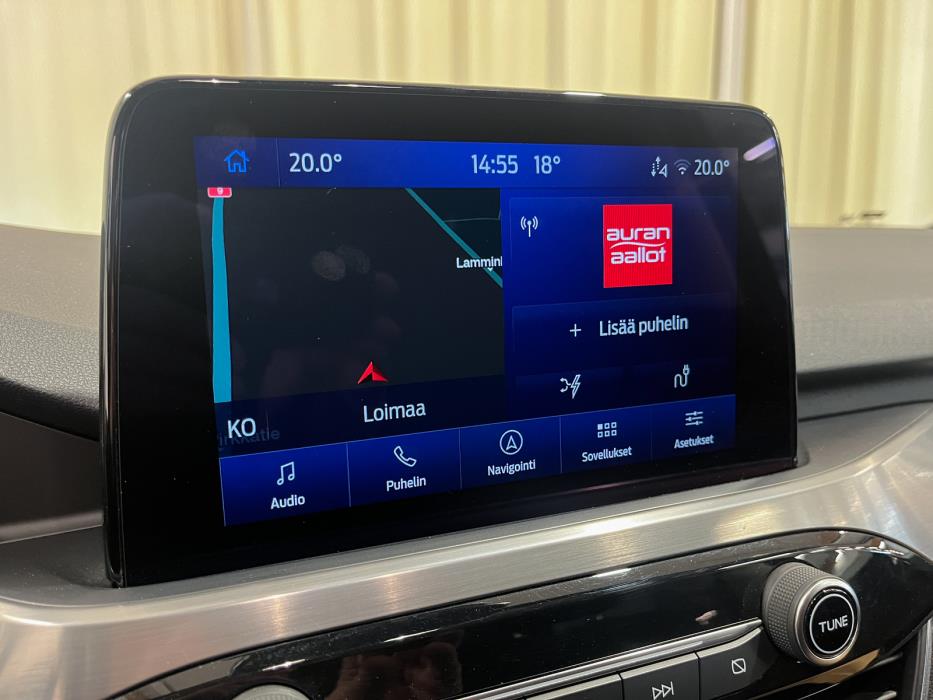 20.0°
14:55 18°
20.0°
9
Lammin
auran
aallot
+ Lisää puhelin
KO
Loimaa
Audio
Puhelin
Navigointi
Sovellukset
Asetukset
TUNE